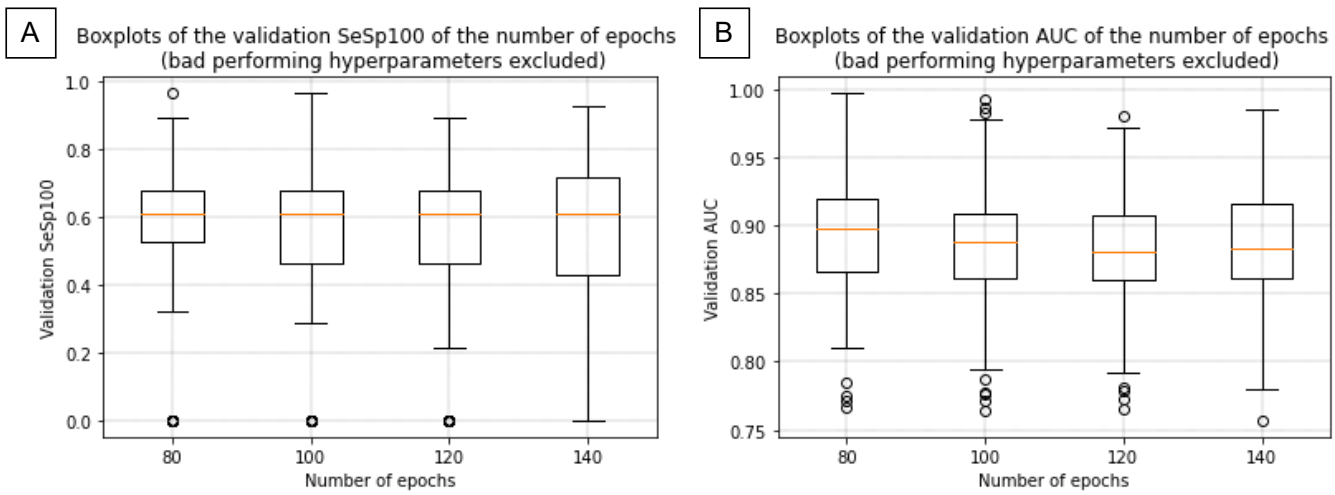 A
Boxplots of the validation SeSp100 of the number of epochs
(bad performing hyperparameters excluded)
1.0
0.8
0.6
0.4
0.2
0.0
Validation SeSp100
80 100 120 140
Number of epochs
B
Boxplots of the validation AUC of the number of epochs
(bad performing hyperparameters excluded)
1.00
0.95
0.90
0.85
0.80
0.75
Validation AUC
80 100 120 140
Number of epochs